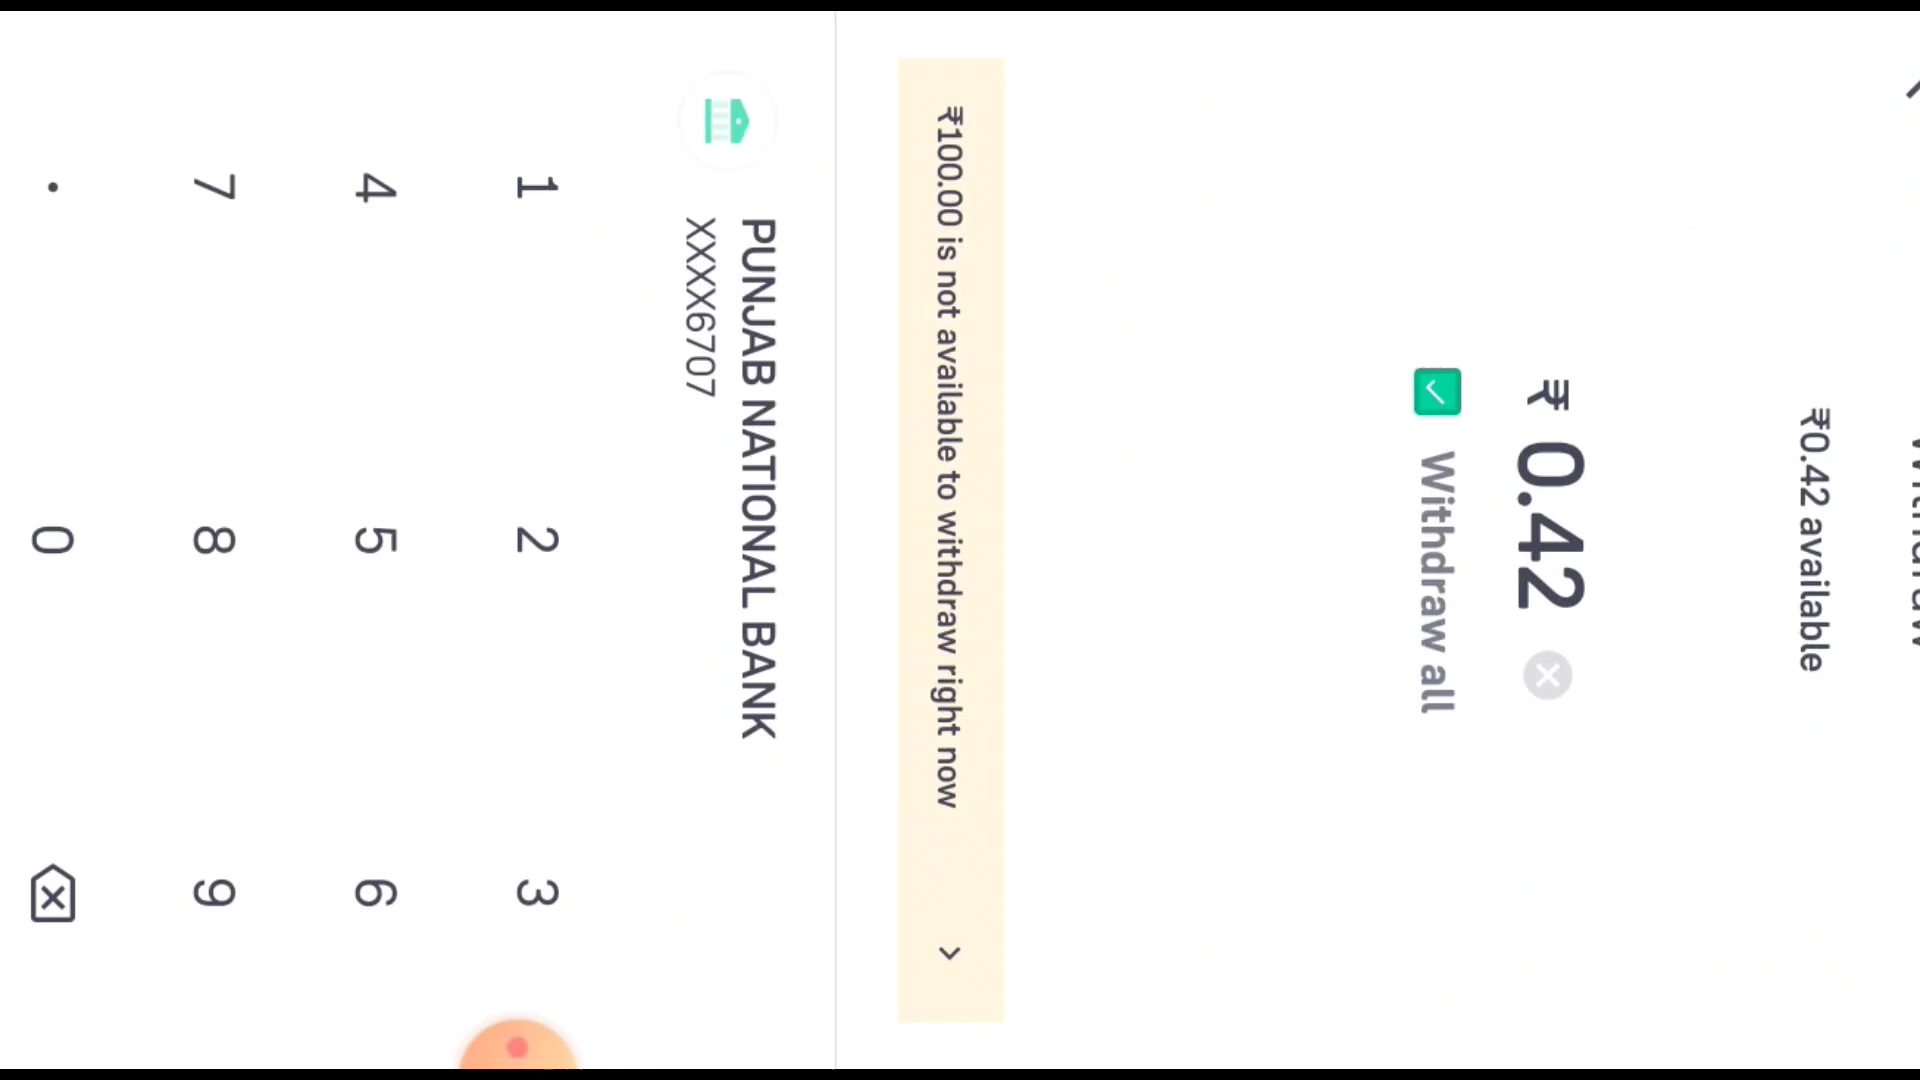 Withdraw
₹0.42 available
₹ 0.42
Withdraw all
₹100.00 is not available to withdraw right now
PUNJAB NATIONAL BANK
XXXX6707
1 2 3
4 5 6
7 8 9
. 0